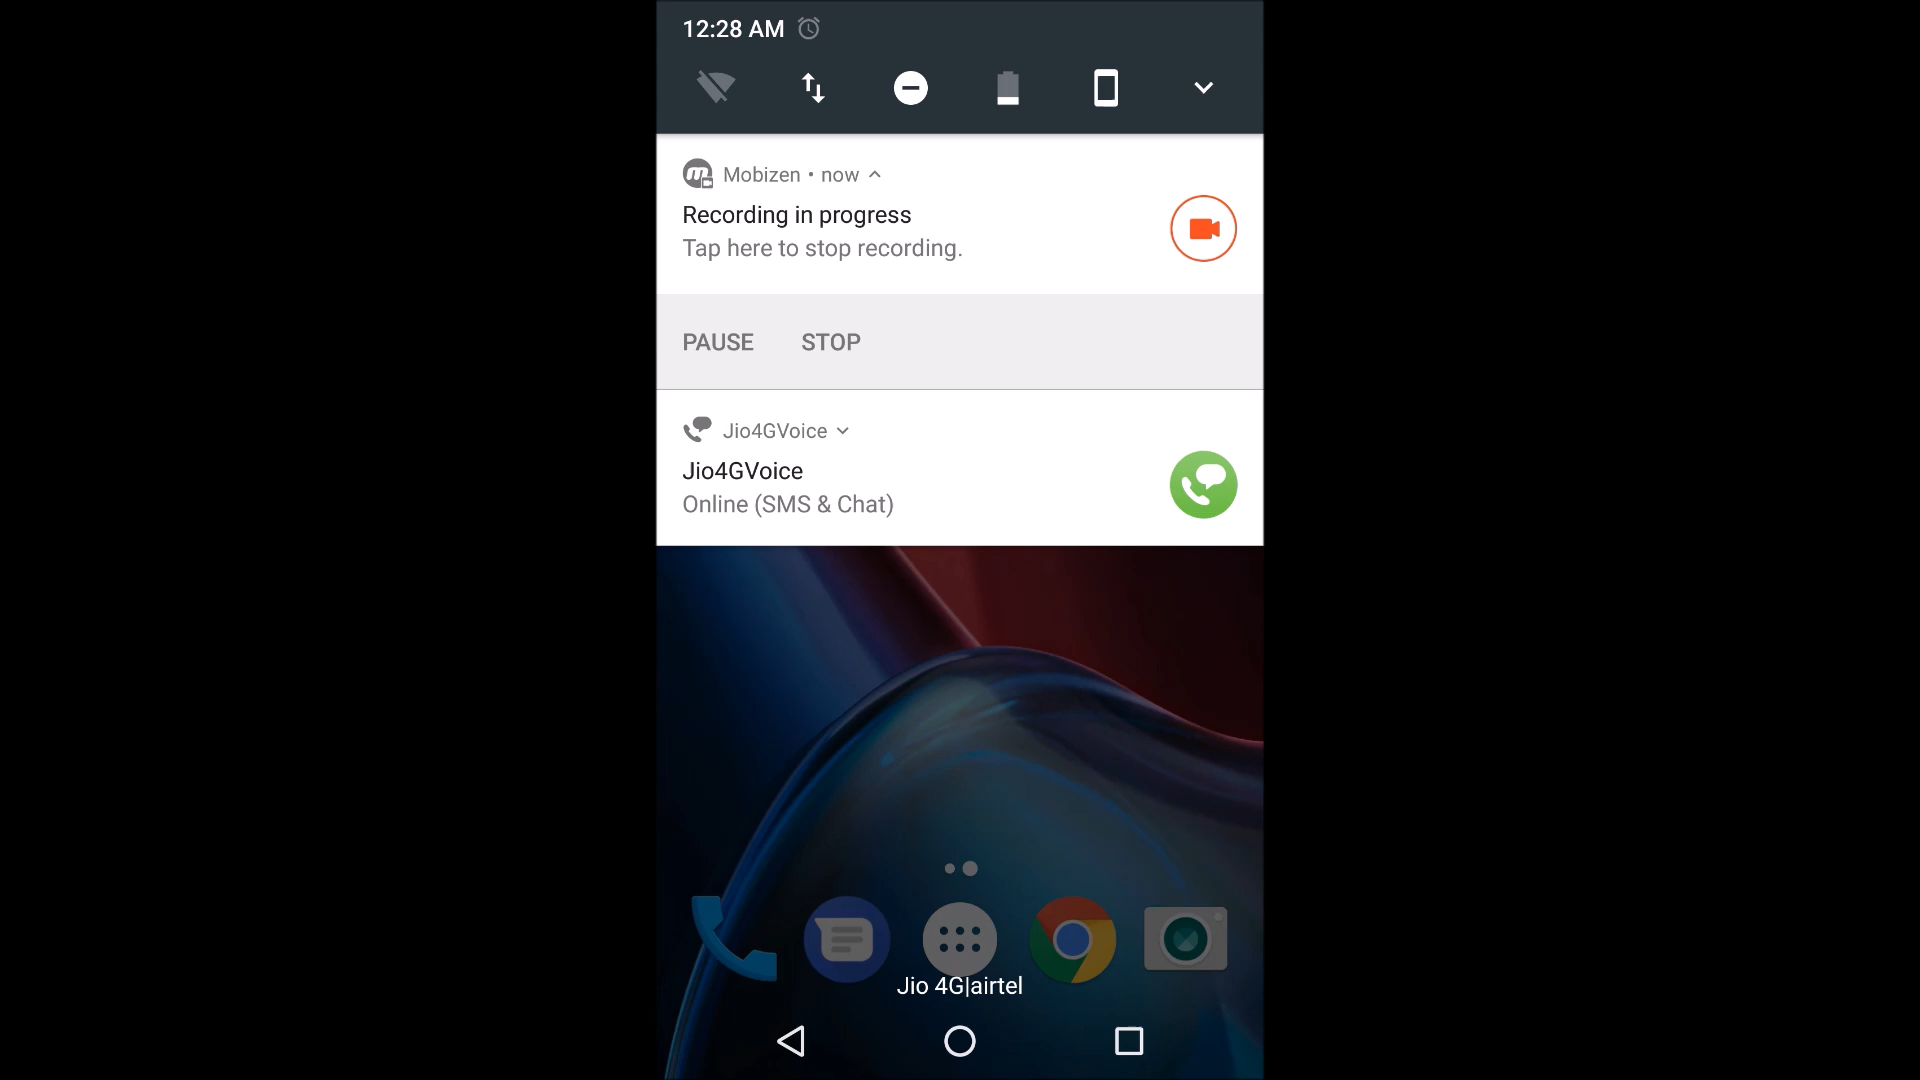 12:28 AM
Mobizen • now
Recording in progress
Tap here to stop recording.
PAUSE STOP
Jio4GVoice
Jio4GVoice
Online (SMS & Chat)
Jio 4G|airtel